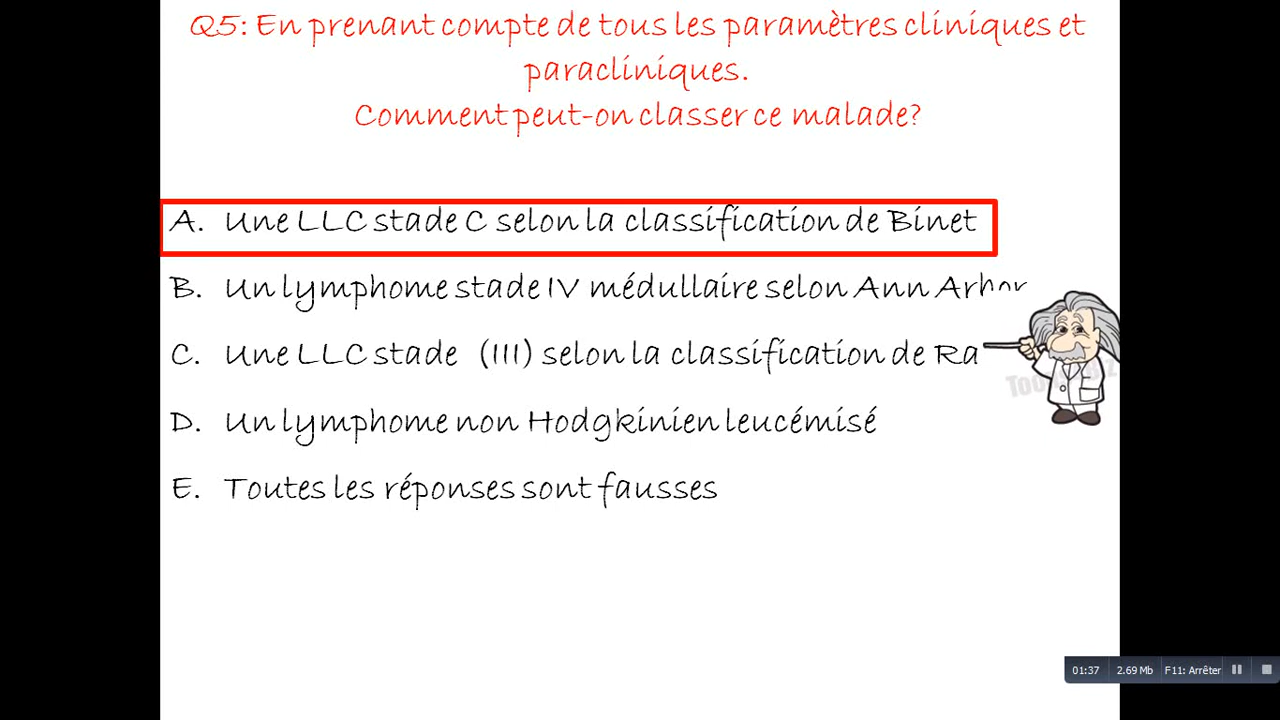 Q5: En prenant compte de tous les paramètres cliniques et
paracliniques.
Comment peut-on classer ce malade?
A. Une LLC stade C selon la classification de Binet
B. Un lymphome stade IV médullaire selon Ann Arbor
C. Une LLC stade (III) selon la classification de Ra
D. Un lymphome non Hodgkinien leucémisé
E. Toutes les réponses sont fausses
01:37 2.69 Mb F11: Arrêter